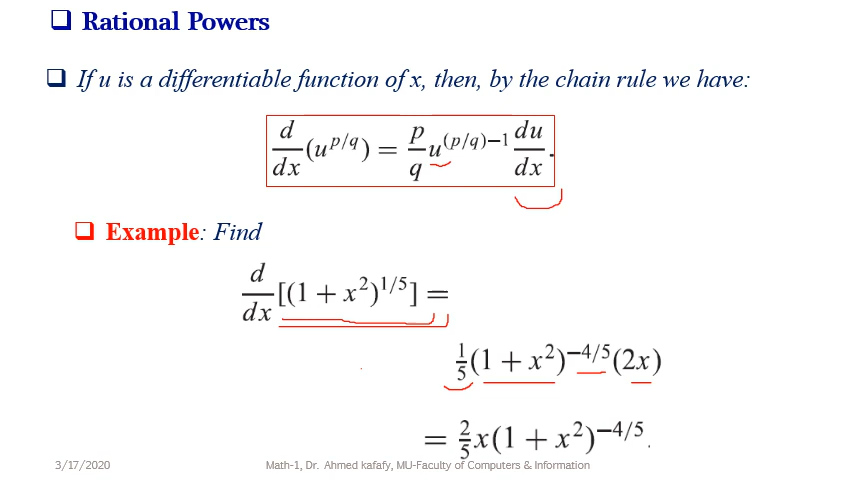 ❑ Rational Powers
❑ If u is a differentiable function of x, then, by the chain rule we have:
d/dx (u^{p/q}) = p/q u^{(p/q)−1} du/dx.
❑ Example: Find
d/dx [(1 + x²)^{1/5}] =
1/5 (1 + x²)^{−4/5} (2x)
= 2/5 x(1 + x²)^{−4/5}.
3/17/2020 Math-1, Dr. Ahmed kafafy, MU-Faculty of Computers & Information